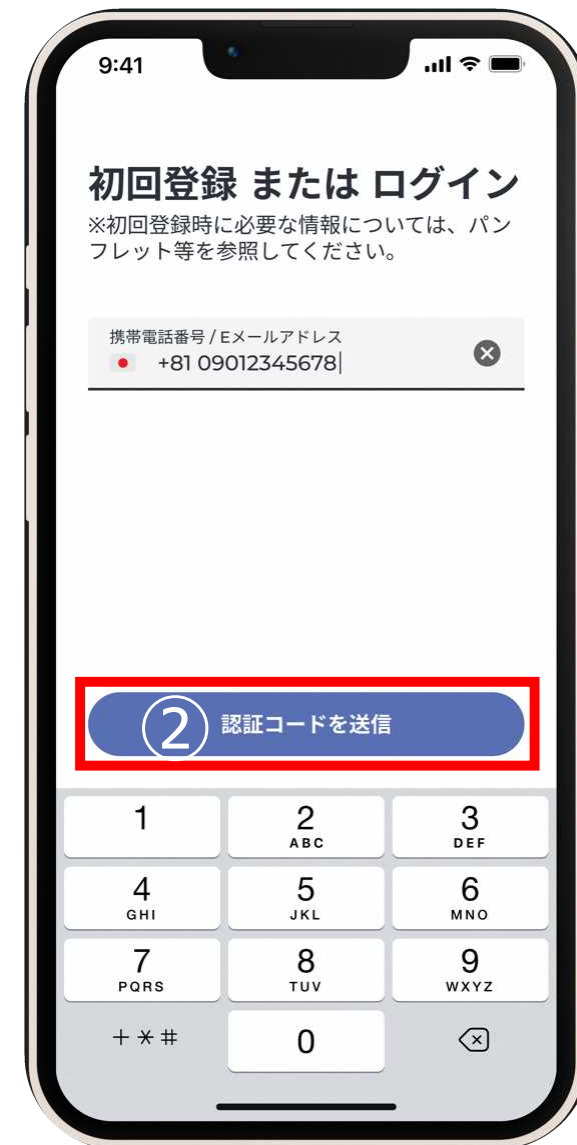 9:41
初回登録 または ログイン
※初回登録時に必要な情報については、パン
フレット等を参照してください。
携帯電話番号 / Eメールアドレス
+81 09012345678
② 認証コードを送信
1 2 3
ABC DEF
4 5 6
GHI JKL MNO
7 8 9
PQRS TUV WXYZ
+*# 0